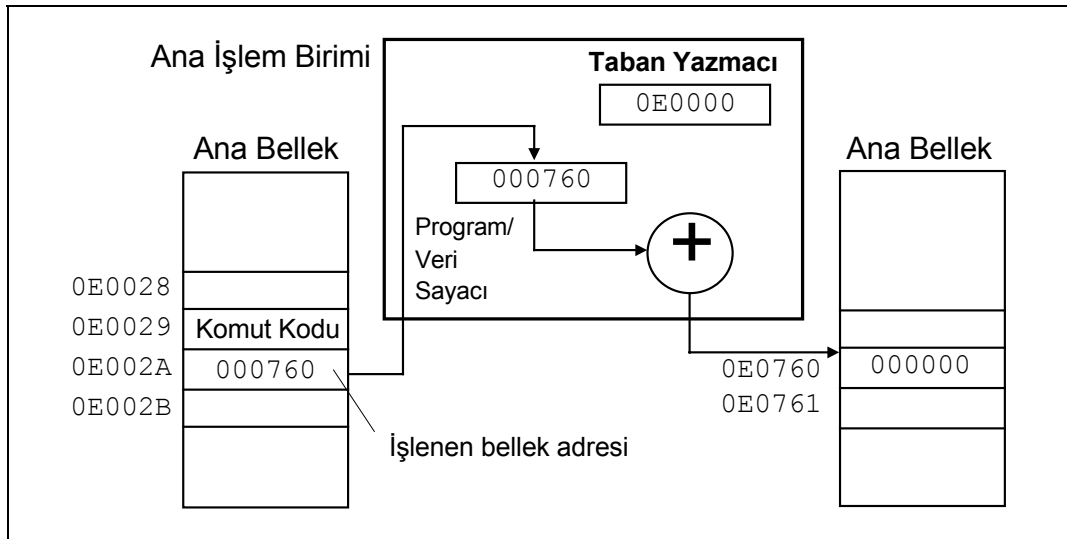 Ana İşlem Birimi
Taban Yazmacı
0E0000
Ana Bellek
000760
Program/
Veri
Sayacı
+
Ana Bellek
0E0028
0E0029
Komut Kodu
0E002A
000760
0E002B
İşlenen bellek adresi
0E0760
000000
0E0761